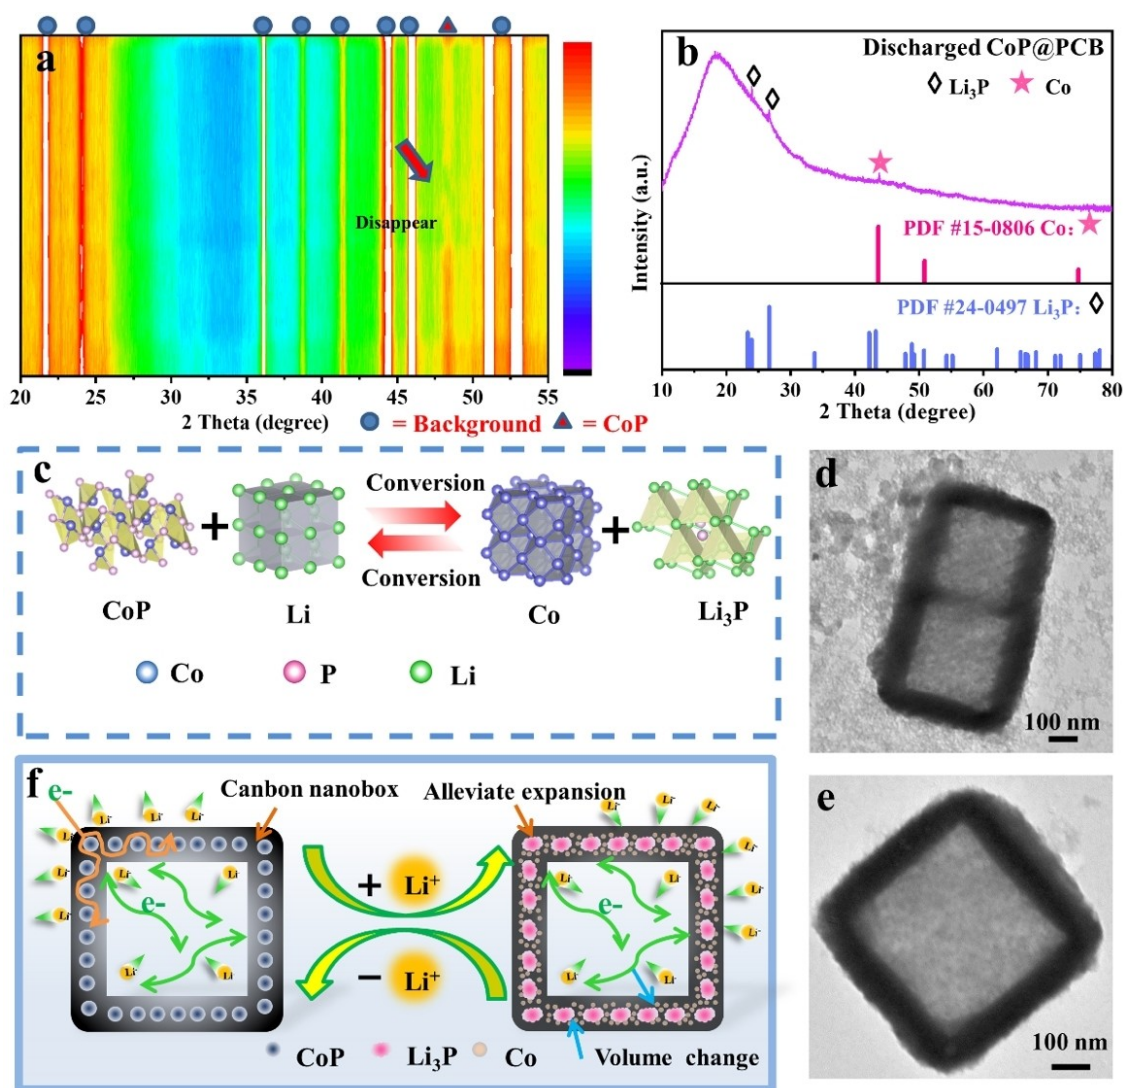 a
Disappear
20 25 30 35 40 45 50 55
2 Theta (degree)
= Background = CoP
b
Discharged CoP@PCB
Li₃P Co
Intensity (a.u.)
PDF #15-0806 Co:
PDF #24-0497 Li₃P:
10 20 30 40 50 60 70 80
2 Theta (degree)
c
Conversion
+ +
Conversion
CoP Li Co Li₃P
Co P Li
d
100 nm
e
100 nm
f
e-
Canbon nanobox
Alleviate expansion
+ Li⁺
e- e-
− Li⁺
CoP Li₃P Co Volume change